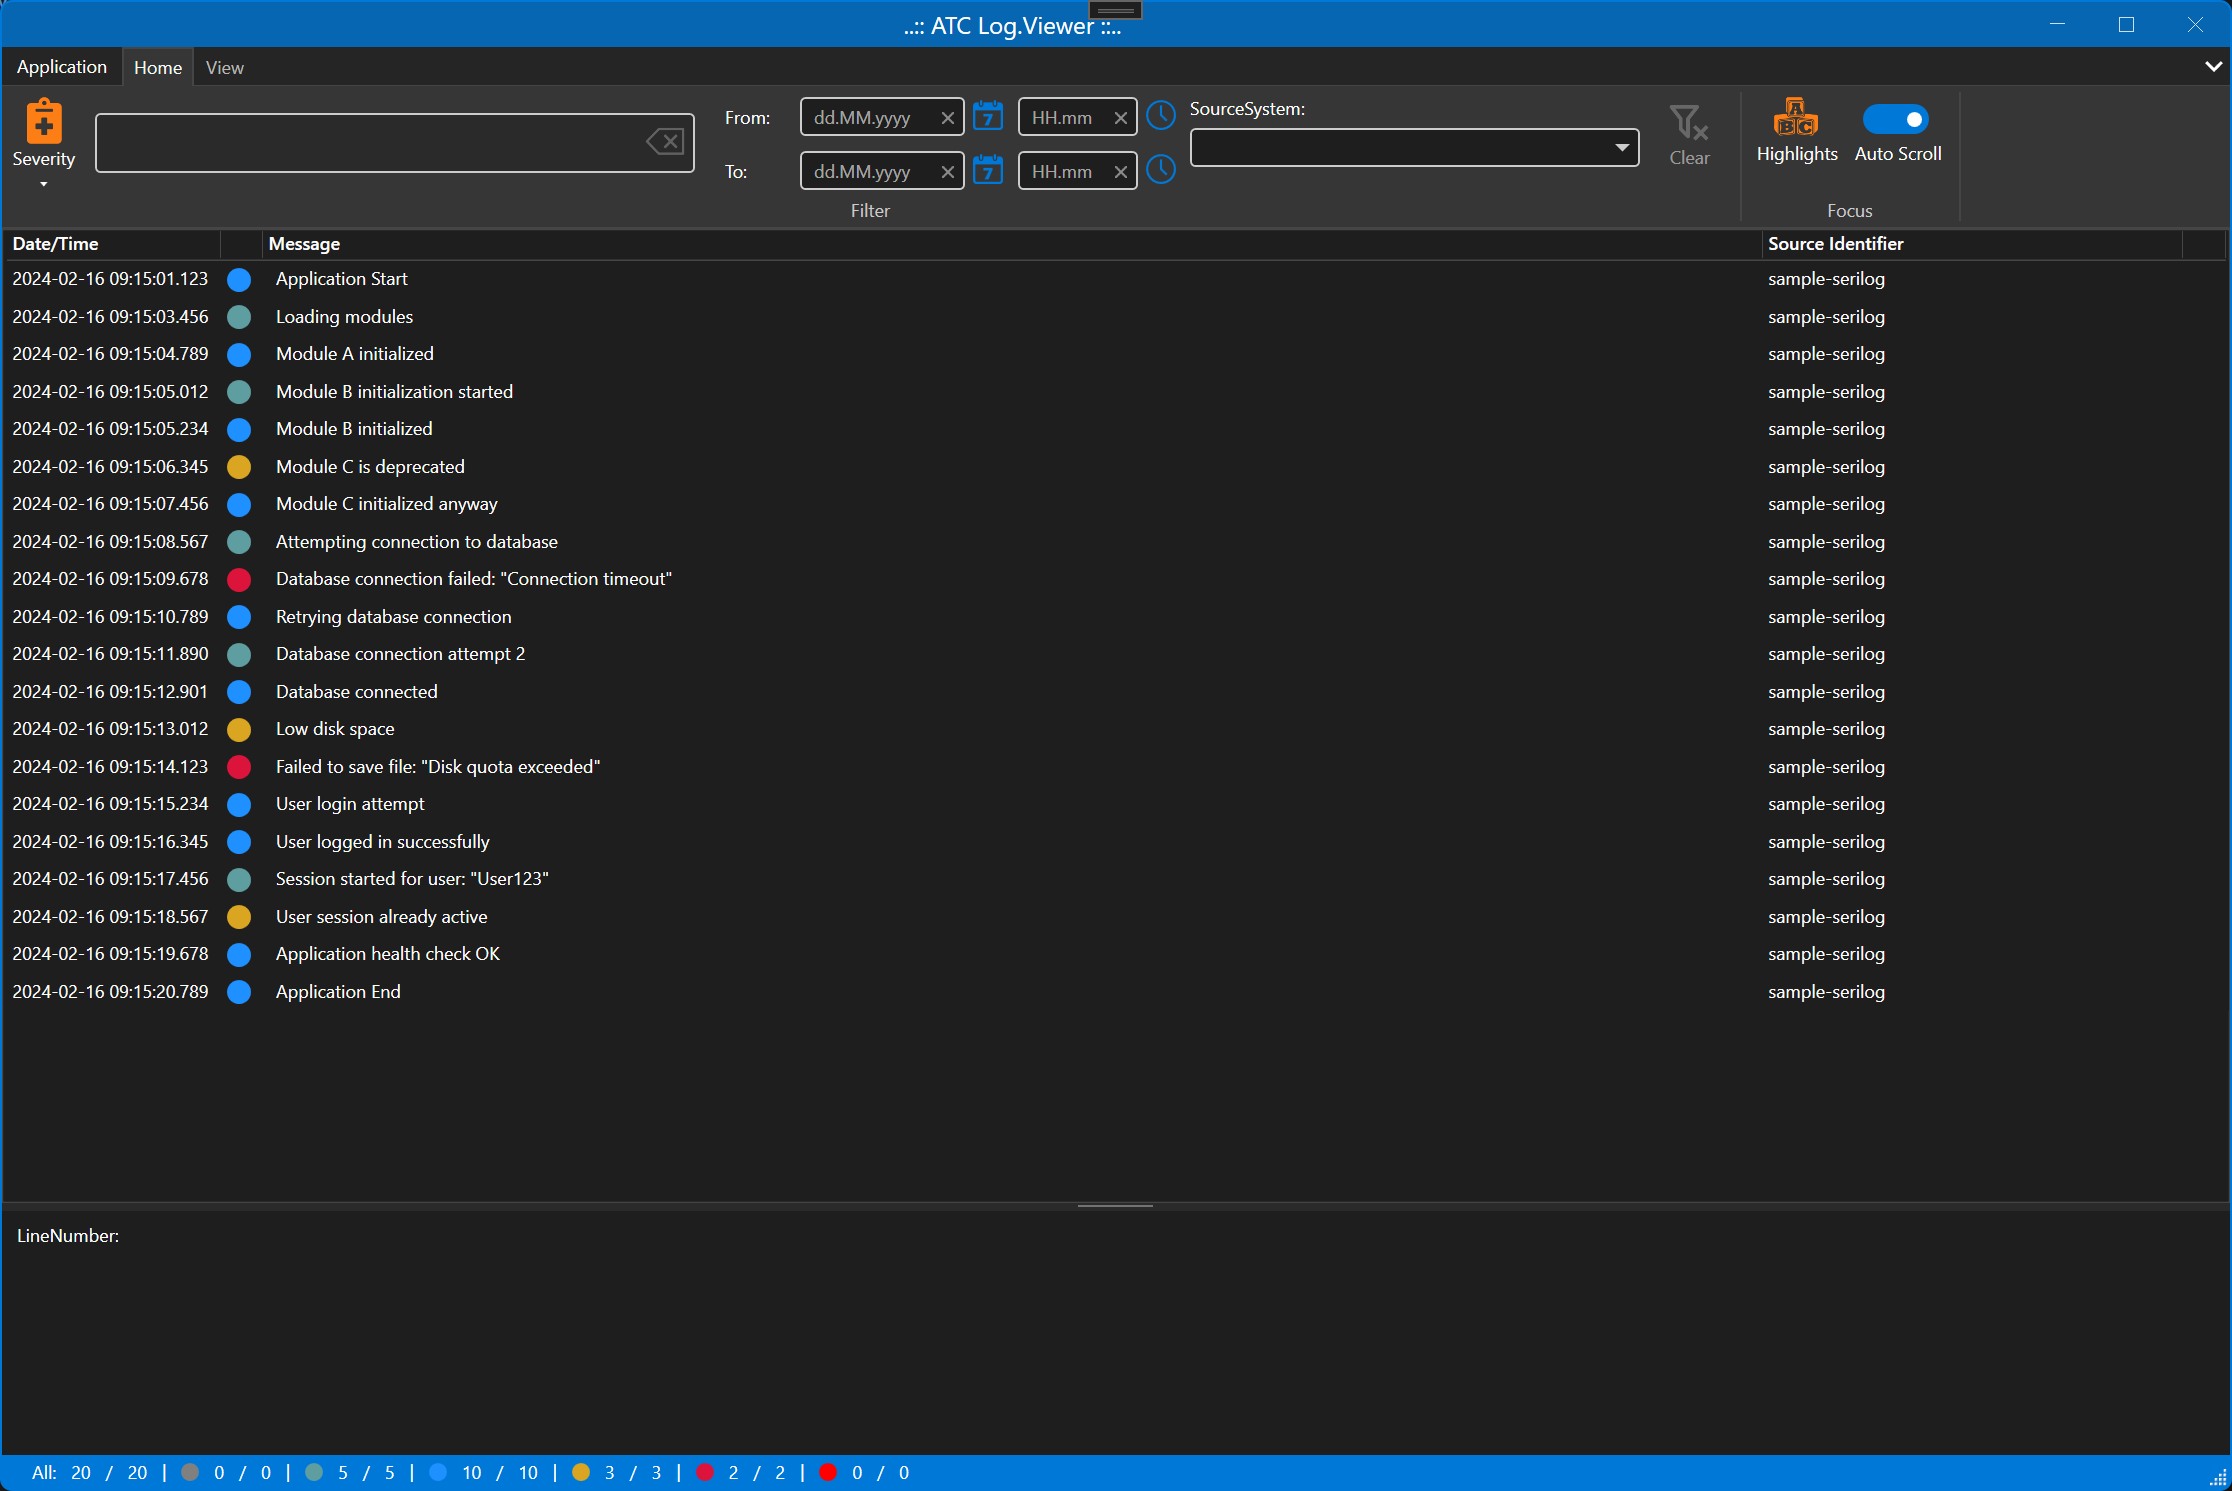 ..:: ATC Log.Viewer ::..
Application Home View
Severity
From: dd.MM.yyyy HH.mm
To: dd.MM.yyyy HH.mm
SourceSystem:
Clear
Highlights Auto Scroll
Filter Focus
Date/Time Message Source Identifier
2024-02-16 09:15:01.123 Application Start sample-serilog
2024-02-16 09:15:03.456 Loading modules sample-serilog
2024-02-16 09:15:04.789 Module A initialized sample-serilog
2024-02-16 09:15:05.012 Module B initialization started sample-serilog
2024-02-16 09:15:05.234 Module B initialized sample-serilog
2024-02-16 09:15:06.345 Module C is deprecated sample-serilog
2024-02-16 09:15:07.456 Module C initialized anyway sample-serilog
2024-02-16 09:15:08.567 Attempting connection to database sample-serilog
2024-02-16 09:15:09.678 Database connection failed: "Connection timeout" sample-serilog
2024-02-16 09:15:10.789 Retrying database connection sample-serilog
2024-02-16 09:15:11.890 Database connection attempt 2 sample-serilog
2024-02-16 09:15:12.901 Database connected sample-serilog
2024-02-16 09:15:13.012 Low disk space sample-serilog
2024-02-16 09:15:14.123 Failed to save file: "Disk quota exceeded" sample-serilog
2024-02-16 09:15:15.234 User login attempt sample-serilog
2024-02-16 09:15:16.345 User logged in successfully sample-serilog
2024-02-16 09:15:17.456 Session started for user: "User123" sample-serilog
2024-02-16 09:15:18.567 User session already active sample-serilog
2024-02-16 09:15:19.678 Application health check OK sample-serilog
2024-02-16 09:15:20.789 Application End sample-serilog
LineNumber:
All: 20 / 20 | 0 / 0 | 5 / 5 | 10 / 10 | 3 / 3 | 2 / 2 | 0 / 0